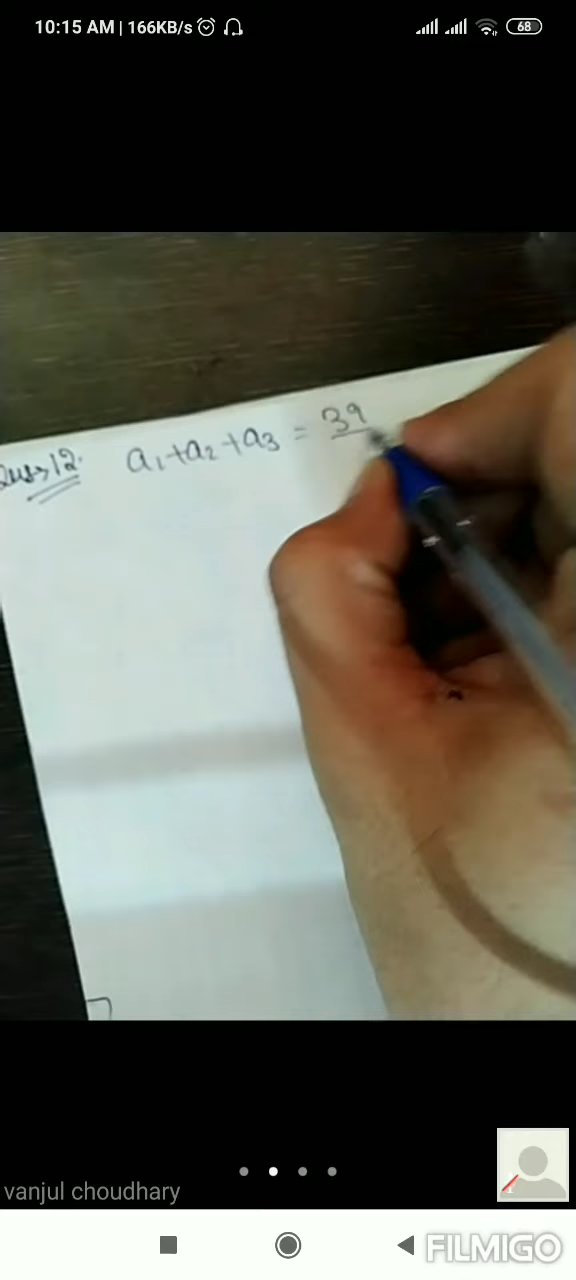 10:15 AM | 166KB/s
68
Ques>12. a₁+a₂+a₃ = 39
vanjul choudhary
FILMIGO